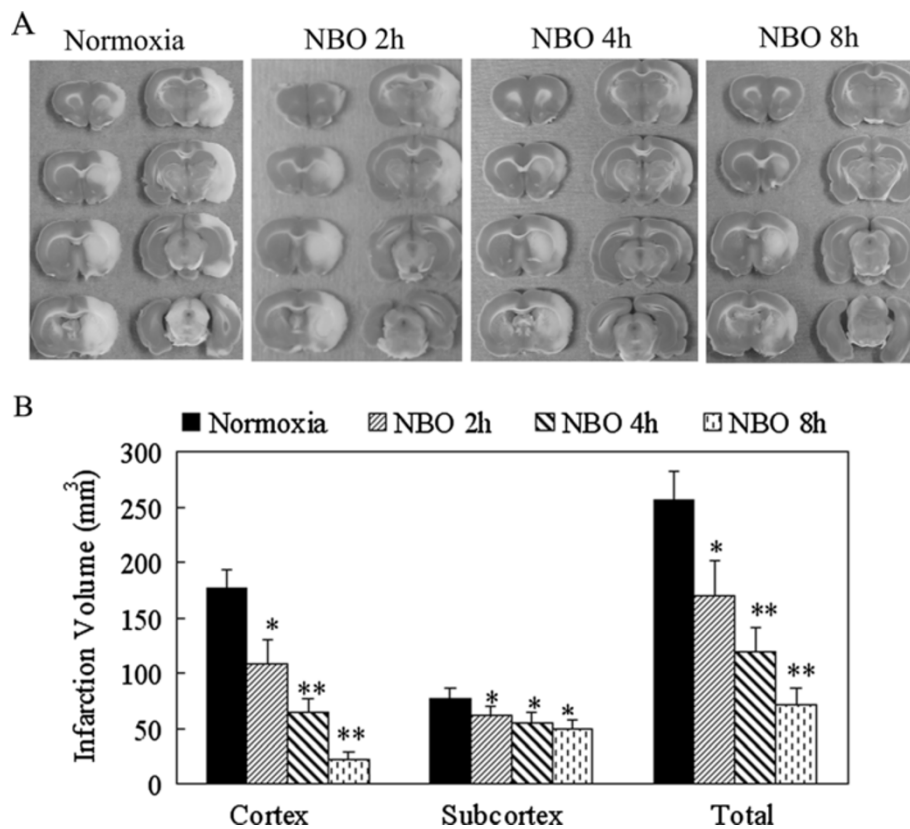 A
Normoxia NBO 2h NBO 4h NBO 8h
B
Normoxia NBO 2h NBO 4h NBO 8h
Infarction Volume (mm3)
300
250
200
150
100
50
0
* ** **
* * *
* ** **
Cortex Subcortex Total